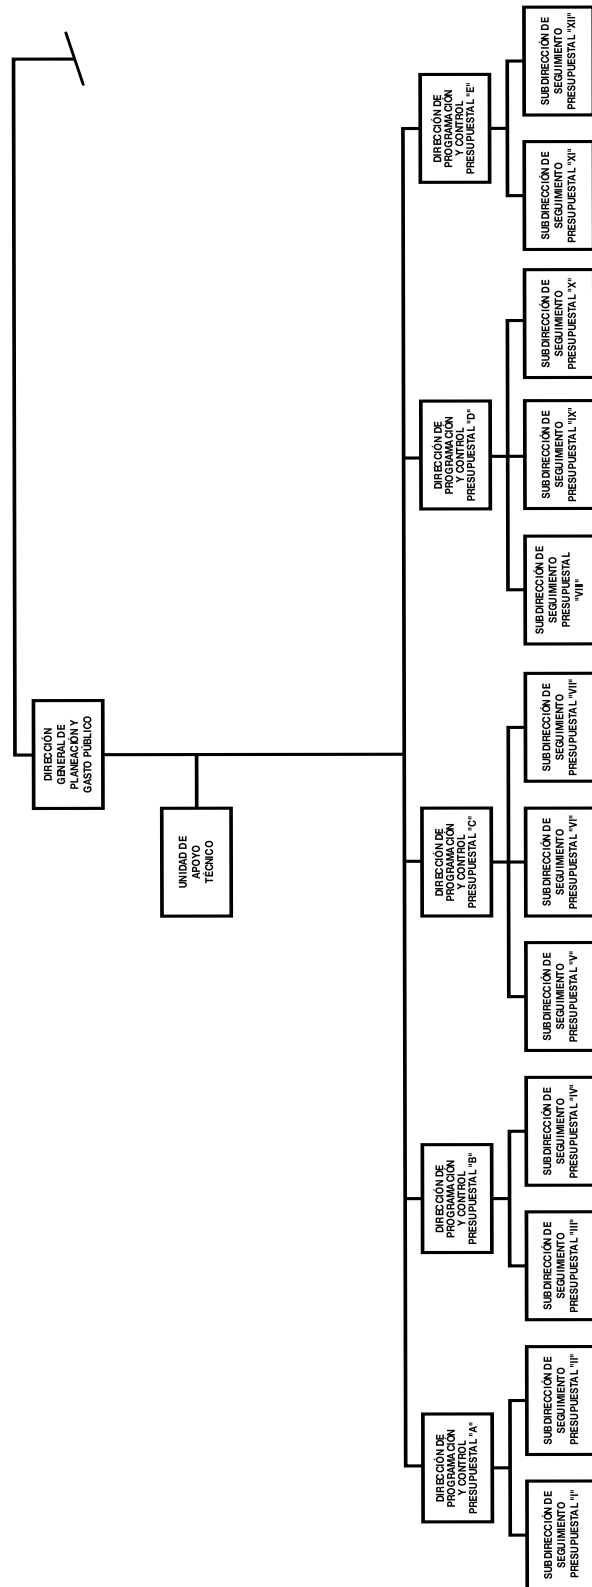 DIRECCIÓN
GENERAL DE
PLANEACIÓN Y
GASTO PÚBLICO
UNIDAD DE
APOYO
TÉCNICO
DIRECCIÓN DE
PROGRAMACIÓN
Y CONTROL
PRESUPUESTAL "A"
DIRECCIÓN DE
PROGRAMACIÓN
Y CONTROL
PRESUPUESTAL "B"
DIRECCIÓN DE
PROGRAMACIÓN
Y CONTROL
PRESUPUESTAL "C"
DIRECCIÓN DE
PROGRAMACIÓN
Y CONTROL
PRESUPUESTAL "D"
DIRECCIÓN DE
PROGRAMACIÓN
Y CONTROL
PRESUPUESTAL "E"
SUBDIRECCIÓN DE
SEGUIMIENTO
PRESUPUESTAL "I"
SUBDIRECCIÓN DE
SEGUIMIENTO
PRESUPUESTAL "II"
SUBDIRECCIÓN DE
SEGUIMIENTO
PRESUPUESTAL "III"
SUBDIRECCIÓN DE
SEGUIMIENTO
PRESUPUESTAL "IV"
SUBDIRECCIÓN DE
SEGUIMIENTO
PRESUPUESTAL "V"
SUBDIRECCIÓN DE
SEGUIMIENTO
PRESUPUESTAL "VI"
SUBDIRECCIÓN DE
SEGUIMIENTO
PRESUPUESTAL "VII"
SUBDIRECCIÓN DE
SEGUIMIENTO
PRESUPUESTAL
"VIII"
SUBDIRECCIÓN DE
SEGUIMIENTO
PRESUPUESTAL "IX"
SUBDIRECCIÓN DE
SEGUIMIENTO
PRESUPUESTAL "X"
SUBDIRECCIÓN DE
SEGUIMIENTO
PRESUPUESTAL "XI"
SUBDIRECCIÓN DE
SEGUIMIENTO
PRESUPUESTAL "XII"